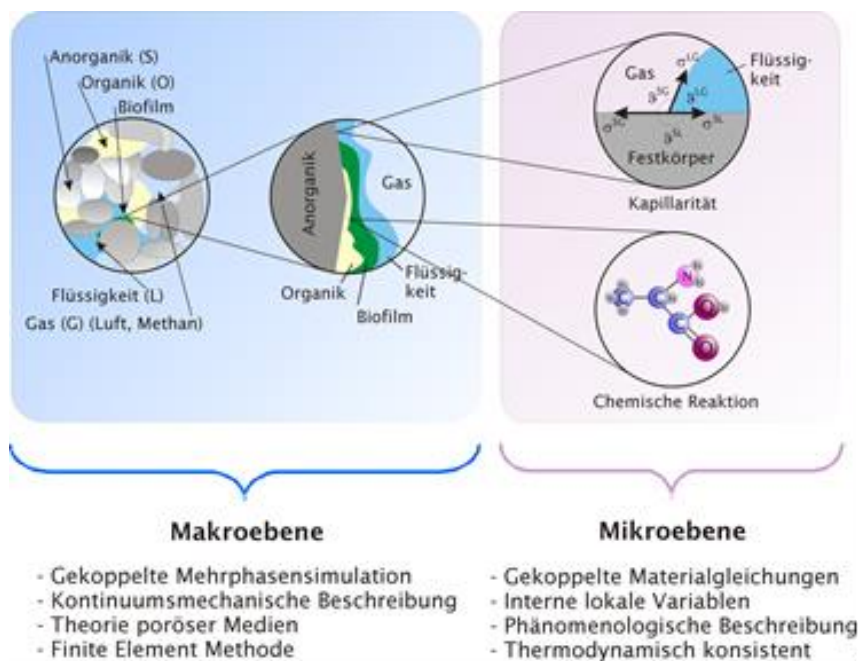 Anorganik (S)
Organik (O)
Biofilm
Flüssigkeit (L)
Gas (G) (Luft, Methan)
Anorganik
Gas
Organik
Flüssig-
keit
Biofilm
Gas
Flüssig-
keit
Festkörper
Kapillarität
N
C
C
C
O
O
Chemische Reaktion
Makroebene
- Gekoppelte Mehrphasensimulation
- Kontinuumsmechanische Beschreibung
- Theorie poröser Medien
- Finite Element Methode
Mikroebene
- Gekoppelte Materialgleichungen
- Interne lokale Variablen
- Phänomenologische Beschreibung
- Thermodynamisch konsistent